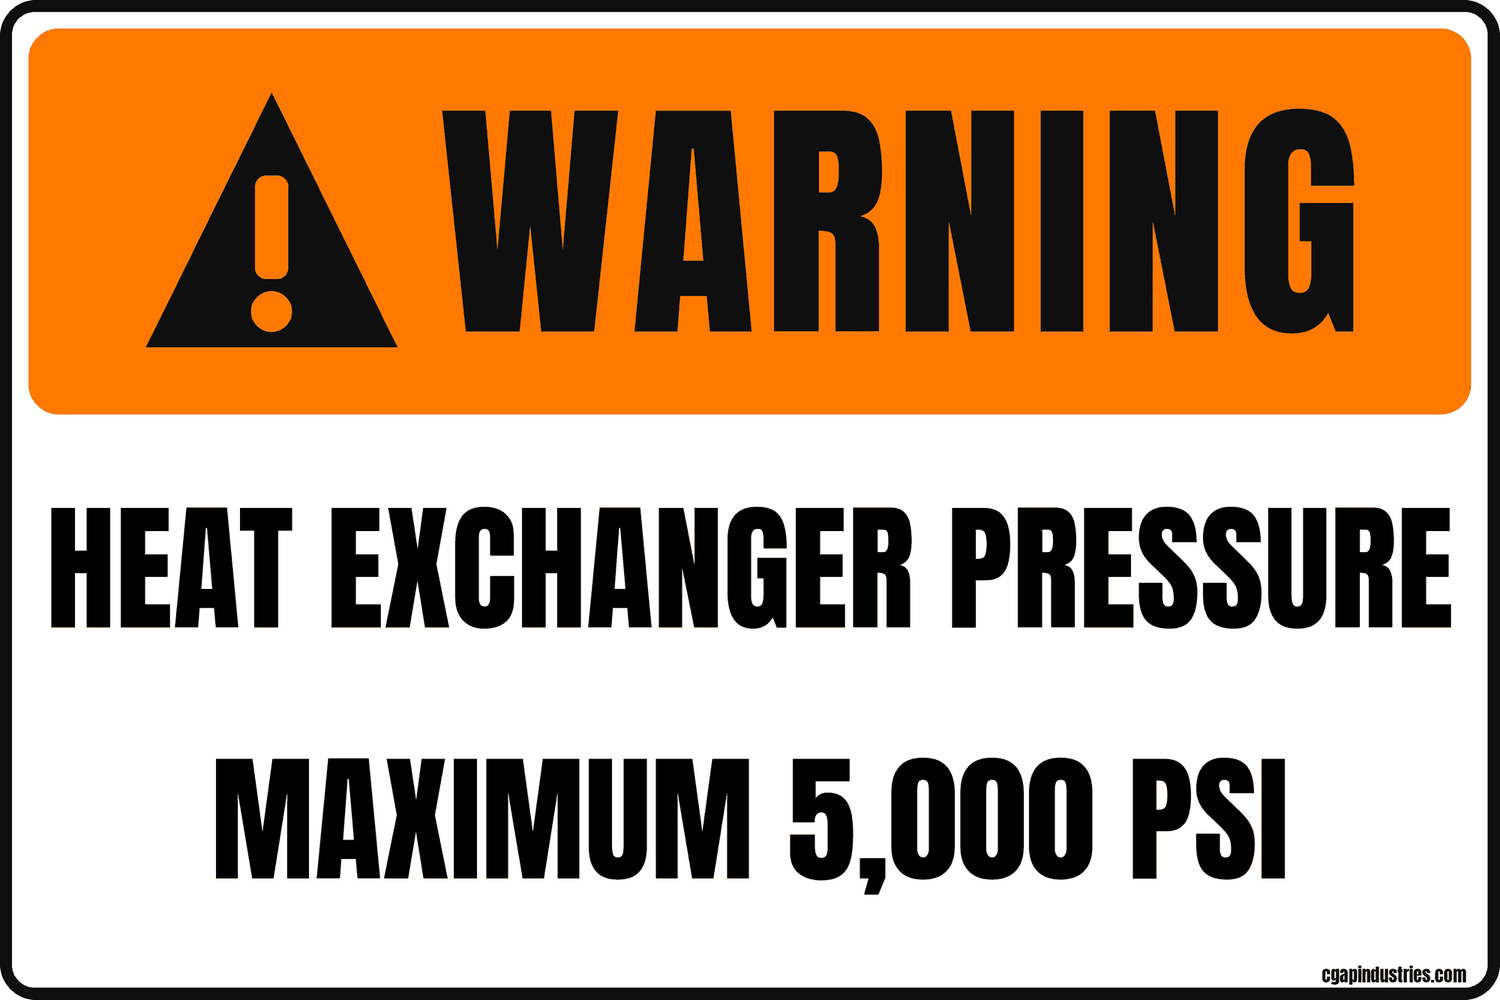 WARNING
HEAT EXCHANGER PRESSURE
MAXIMUM 5,000 PSI
cgapindustries.com